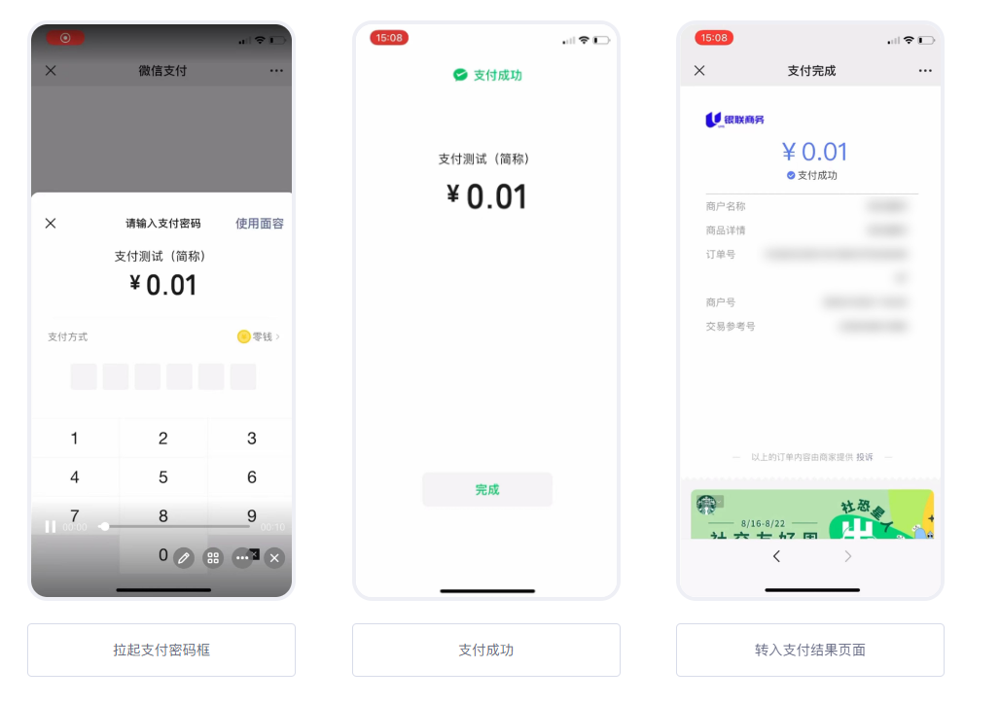 微信支付
请输入支付密码
使用面容
支付测试（简称）
¥0.01
支付方式
零钱
1
2
3
4
5
6
7
8
9
00:00
00:10
0
拉起支付密码框
15:08
支付成功
支付测试（简称）
¥0.01
完成
支付成功
15:08
支付完成
银联商务
¥0.01
支付成功
商户名称
商品详情
订单号
商户号
交易参考号
以上的订单内容由商家提供 投诉
社恐星人
8/16-8/22
社交友好周
转入支付结果页面